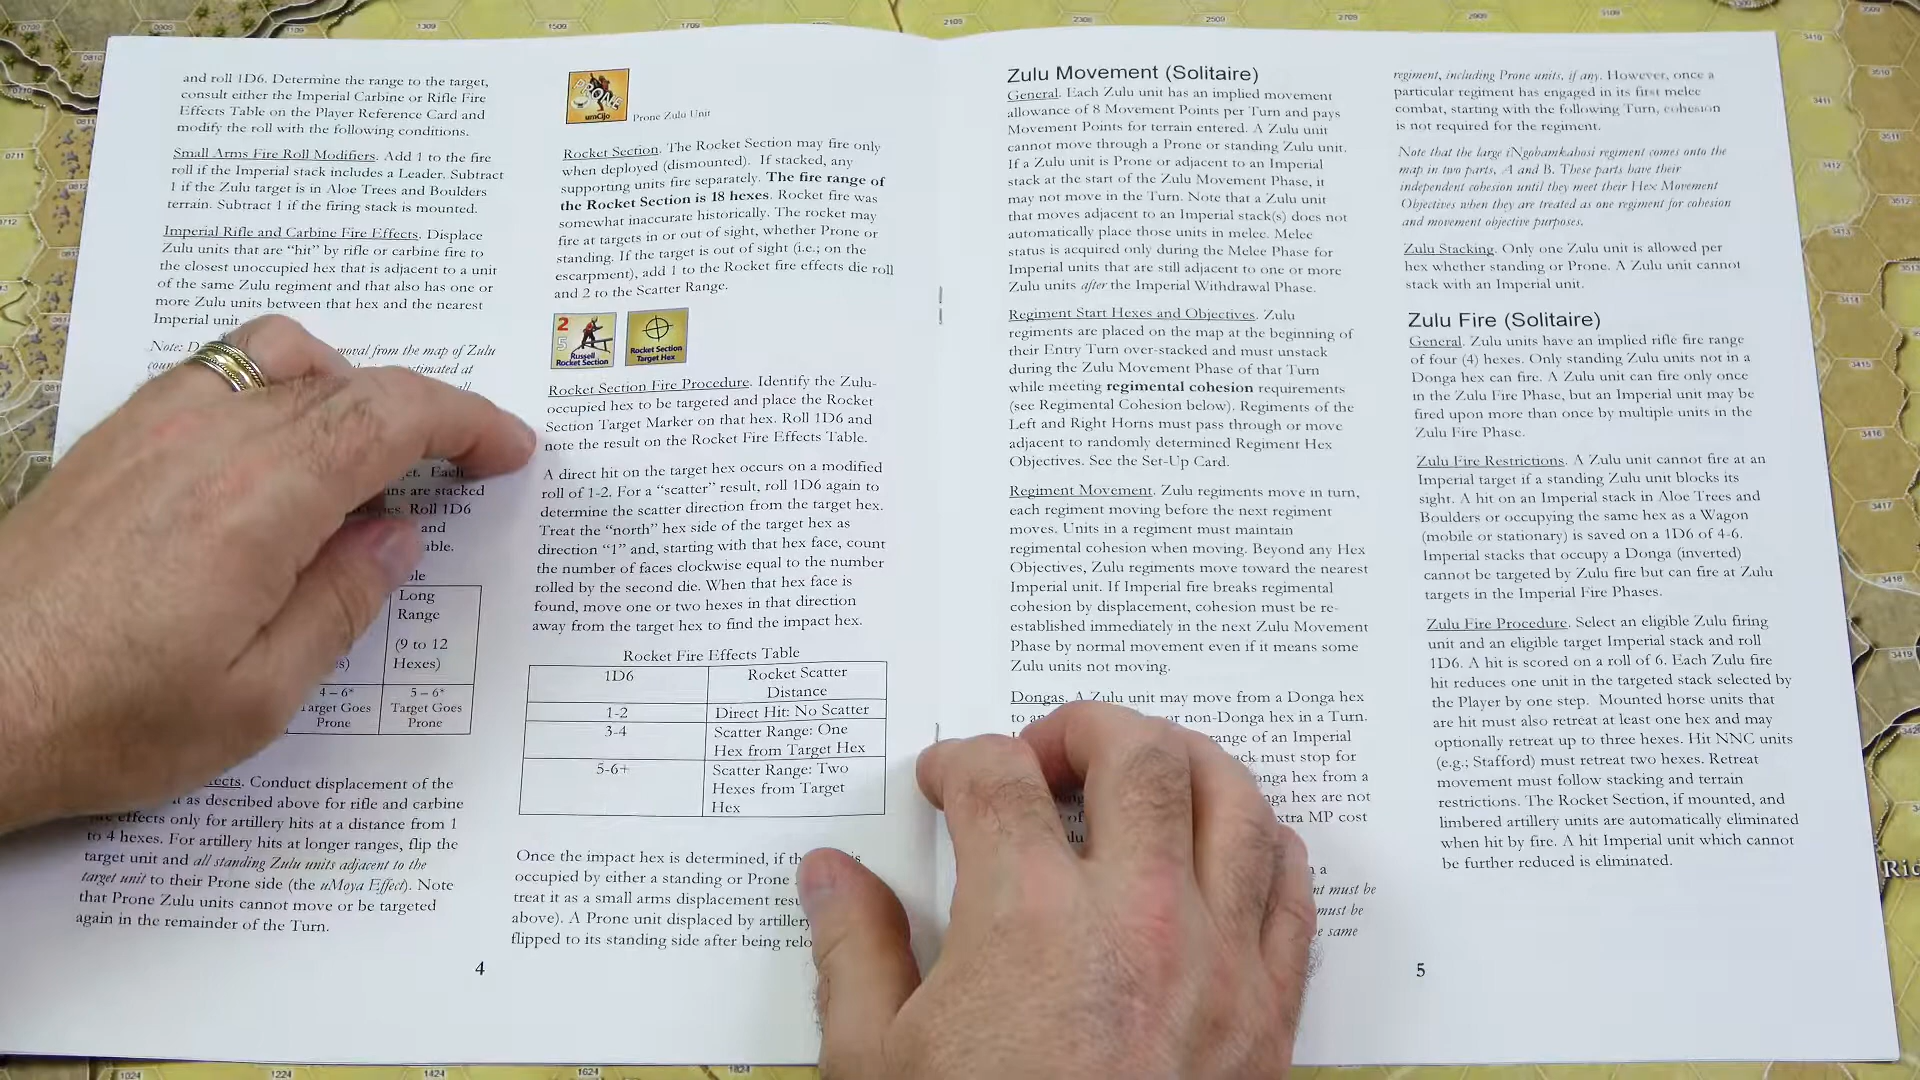 and roll 1D6. Determine the range to the target,
consult either the Imperial Carbine or Rifle Fire
Effects Table on the Player Reference Card and
modify the roll with the following conditions.
Small Arms Fire Roll Modifiers. Add 1 to the fire
roll if the Imperial stack includes a Leader. Subtract
1 if the Zulu target is in Aloe Trees and Boulders
terrain. Subtract 1 if the firing stack is mounted.
Imperial Rifle and Carbine Fire Effects. Displace
Zulu units that are "hit" by rifle or carbine fire to
the closest unoccupied hex that is adjacent to a unit
of the same Zulu regiment and that also has one or
more Zulu units between that hex and the nearest
Imperial unit.
Note: from the map of Zulu
at
Each
are stacked
Roll 1D6
and
Long
Range
(9 to 12
Hexes)
4 – 6* 5 – 6*
Target Goes Target Goes
Prone Prone
Conduct displacement of the
as described above for rifle and carbine
effects only for artillery hits at a distance from 1
to 4 hexes. For artillery hits at longer ranges, flip the
target unit and all standing Zulu units adjacent to the
target unit to their Prone side (the uMoya Effect). Note
that Prone Zulu units cannot move or be targeted
again in the remainder of the Turn.
4
PRONE
umCijo
Prone Zulu Unit
Rocket Section. The Rocket Section may fire only
when deployed (dismounted). If stacked, any
supporting units fire separately. The fire range of
the Rocket Section is 18 hexes. Rocket fire was
somewhat inaccurate historically. The rocket may
fire at targets in or out of sight, whether Prone or
standing. If the target is out of sight (i.e.; on the
escarpment), add 1 to the Rocket fire effects die roll
and 2 to the Scatter Range.
2
5
Russell
Rocket Section
Rocket Section
Target Hex
Rocket Section Fire Procedure. Identify the Zulu-
occupied hex to be targeted and place the Rocket
Section Target Marker on that hex. Roll 1D6 and
note the result on the Rocket Fire Effects Table.
A direct hit on the target hex occurs on a modified
roll of 1-2. For a "scatter" result, roll 1D6 again to
determine the scatter direction from the target hex.
Treat the "north" hex side of the target hex as
direction "1" and, starting with that hex face, count
the number of faces clockwise equal to the number
rolled by the second die. When that hex face is
found, move one or two hexes in that direction
away from the target hex to find the impact hex.
Rocket Fire Effects Table
1D6 Rocket Scatter
Distance
1-2 Direct Hit: No Scatter
3-4 Scatter Range: One
Hex from Target Hex
5-6+ Scatter Range: Two
Hexes from Target
Hex
Once the impact hex is determined, if
occupied by either a standing or Prone
treat it as a small arms displacement
above). A Prone unit displaced by artillery
flipped to its standing side after being
Zulu Movement (Solitaire)
General. Each Zulu unit has an implied movement
allowance of 8 Movement Points per Turn and pays
Movement Points for terrain entered. A Zulu unit
cannot move through a Prone or standing Zulu unit.
If a Zulu unit is Prone or adjacent to an Imperial
stack at the start of the Zulu Movement Phase, it
may not move in the Turn. Note that a Zulu unit
that moves adjacent to an Imperial stack(s) does not
automatically place those units in melee. Melee
status is acquired only during the Melee Phase for
Imperial units that are still adjacent to one or more
Zulu units after the Imperial Withdrawal Phase.
Regiment Start Hexes and Objectives. Zulu
regiments are placed on the map at the beginning of
their Entry Turn over-stacked and must unstack
during the Zulu Movement Phase of that Turn
while meeting regimental cohesion requirements
(see Regimental Cohesion below). Regiments of the
Left and Right Horns must pass through or move
adjacent to randomly determined Regiment Hex
Objectives. See the Set-Up Card.
Regiment Movement. Zulu regiments move in turn,
each regiment moving before the next regiment
moves. Units in a regiment must maintain
regimental cohesion when moving. Beyond any Hex
Objectives, Zulu regiments move toward the nearest
Imperial unit. If Imperial fire breaks regimental
cohesion by displacement, cohesion must be re-
established immediately in the next Zulu Movement
Phase by normal movement even if it means some
Zulu units not moving.
Dongas. A Zulu unit may move from a Donga hex
to or non-Donga hex in a Turn.
range of an Imperial
must stop for
hex from a
hex are not
MP cost
a
must be
must be
same
regiment, including Prone units, if any. However, once a
particular regiment has engaged in its first melee
combat, starting with the following Turn, cohesion
is not required for the regiment.
Note that the large iNgobamkahosi regiment comes onto the
map in two parts, A and B. These parts have their
independent cohesion until they meet their Hex Movement
Objectives when they are treated as one regiment for cohesion
and movement objective purposes.
Zulu Stacking. Only one Zulu unit is allowed per
hex whether standing or Prone. A Zulu unit cannot
stack with an Imperial unit.
Zulu Fire (Solitaire)
General. Zulu units have an implied rifle fire range
of four (4) hexes. Only standing Zulu units not in a
Donga hex can fire. A Zulu unit can fire only once
in the Zulu Fire Phase, but an Imperial unit may be
fired upon more than once by multiple units in the
Zulu Fire Phase.
Zulu Fire Restrictions. A Zulu unit cannot fire at an
Imperial target if a standing Zulu unit blocks its
sight. A hit on an Imperial stack in Aloe Trees and
Boulders or occupying the same hex as a Wagon
(mobile or stationary) is saved on a 1D6 of 4-6.
Imperial stacks that occupy a Donga (inverted)
cannot be targeted by Zulu fire but can fire at Zulu
targets in the Imperial Fire Phases.
Zulu Fire Procedure. Select an eligible Zulu firing
unit and an eligible target Imperial stack and roll
1D6. A hit is scored on a roll of 6. Each Zulu fire
hit reduces one unit in the targeted stack selected by
the Player by one step. Mounted horse units that
are hit must also retreat at least one hex and may
optionally retreat up to three hexes. Hit NNC units
(e.g.; Stafford) must retreat two hexes. Retreat
movement must follow stacking and terrain
restrictions. The Rocket Section, if mounted, and
limbered artillery units are automatically eliminated
when hit by fire. A hit Imperial unit which cannot
be further reduced is eliminated.
5